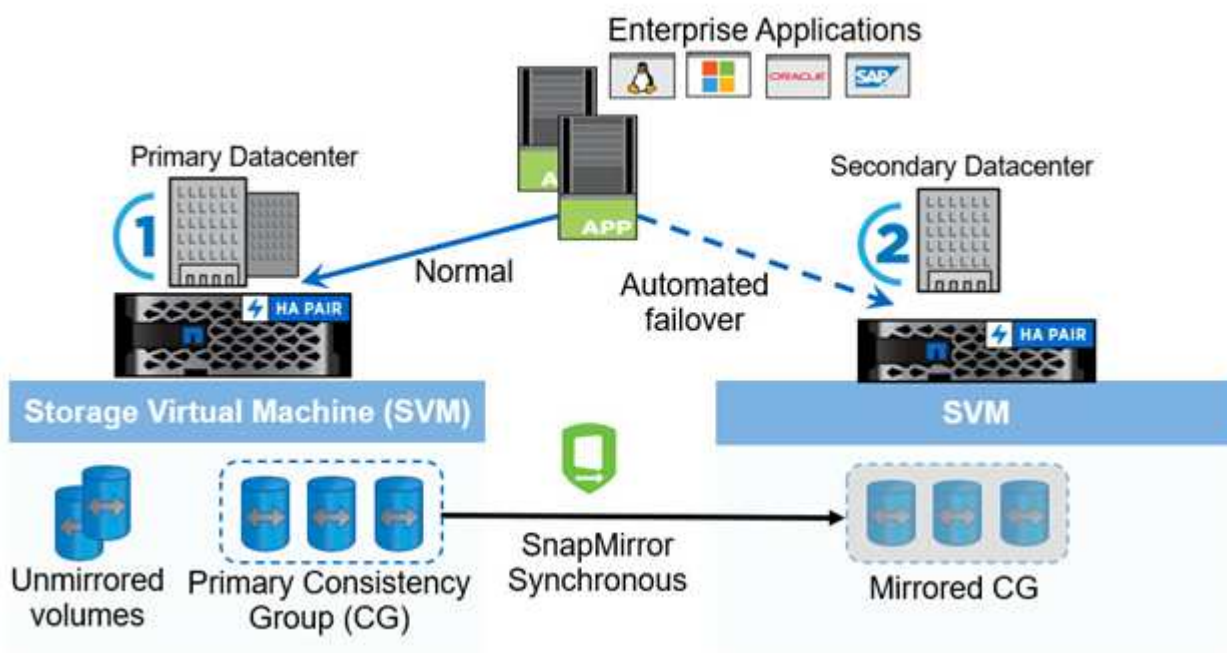 Enterprise Applications
ORACLE
SAP
Primary Datacenter
Secondary Datacenter
1
A
APP
2
Normal
Automated
failover
HA PAIR
HA PAIR
Storage Virtual Machine (SVM)
SVM
SnapMirror
Synchronous
Unmirrored
volumes
Primary Consistency
Group (CG)
Mirrored CG